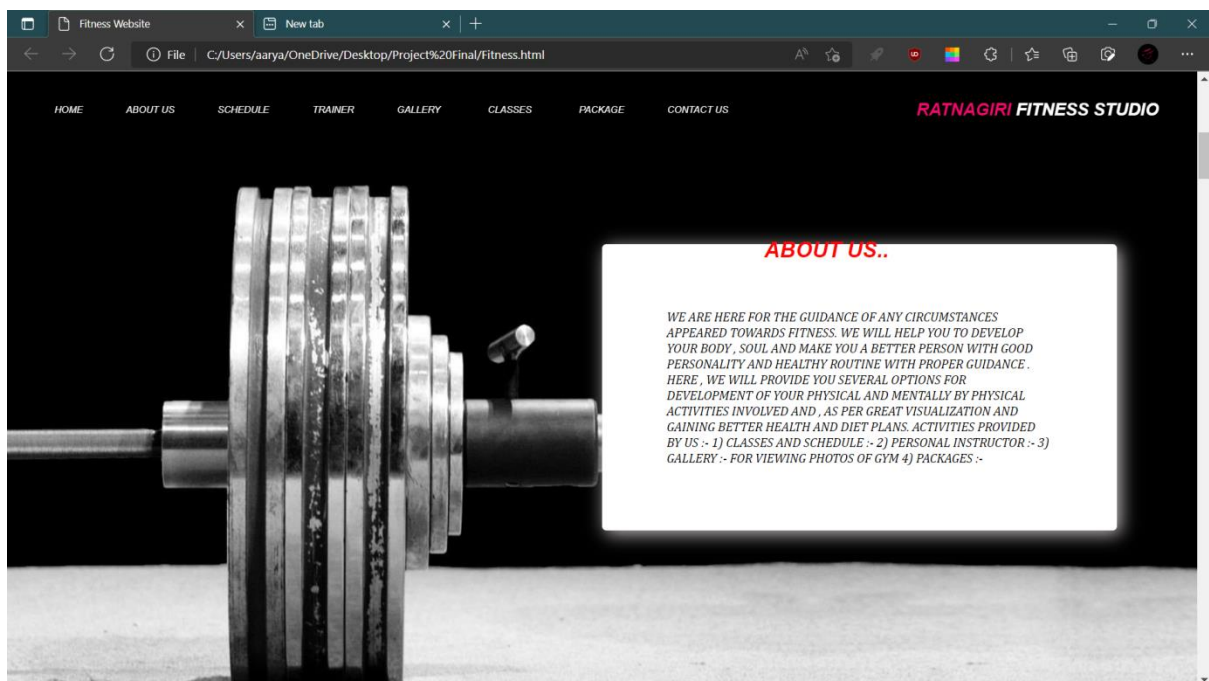 Fitness Website
New tab
File
C:/Users/aarya/OneDrive/Desktop/Project%20Final/Fitness.html
HOME ABOUT US SCHEDULE TRAINER GALLERY CLASSES PACKAGE CONTACT US
RATNAGIRI FITNESS STUDIO
ABOUT US..
WE ARE HERE FOR THE GUIDANCE OF ANY CIRCUMSTANCES
APPEARED TOWARDS FITNESS. WE WILL HELP YOU TO DEVELOP
YOUR BODY , SOUL AND MAKE YOU A BETTER PERSON WITH GOOD
PERSONALITY AND HEALTHY ROUTINE WITH PROPER GUIDANCE .
HERE , WE WILL PROVIDE YOU SEVERAL OPTIONS FOR
DEVELOPMENT OF YOUR PHYSICAL AND MENTALLY BY PHYSICAL
ACTIVITIES INVOLVED AND , AS PER GREAT VISUALIZATION AND
GAINING BETTER HEALTH AND DIET PLANS. ACTIVITIES PROVIDED
BY US :- 1) CLASSES AND SCHEDULE :- 2) PERSONAL INSTRUCTOR :- 3)
GALLERY :- FOR VIEWING PHOTOS OF GYM 4) PACKAGES :-